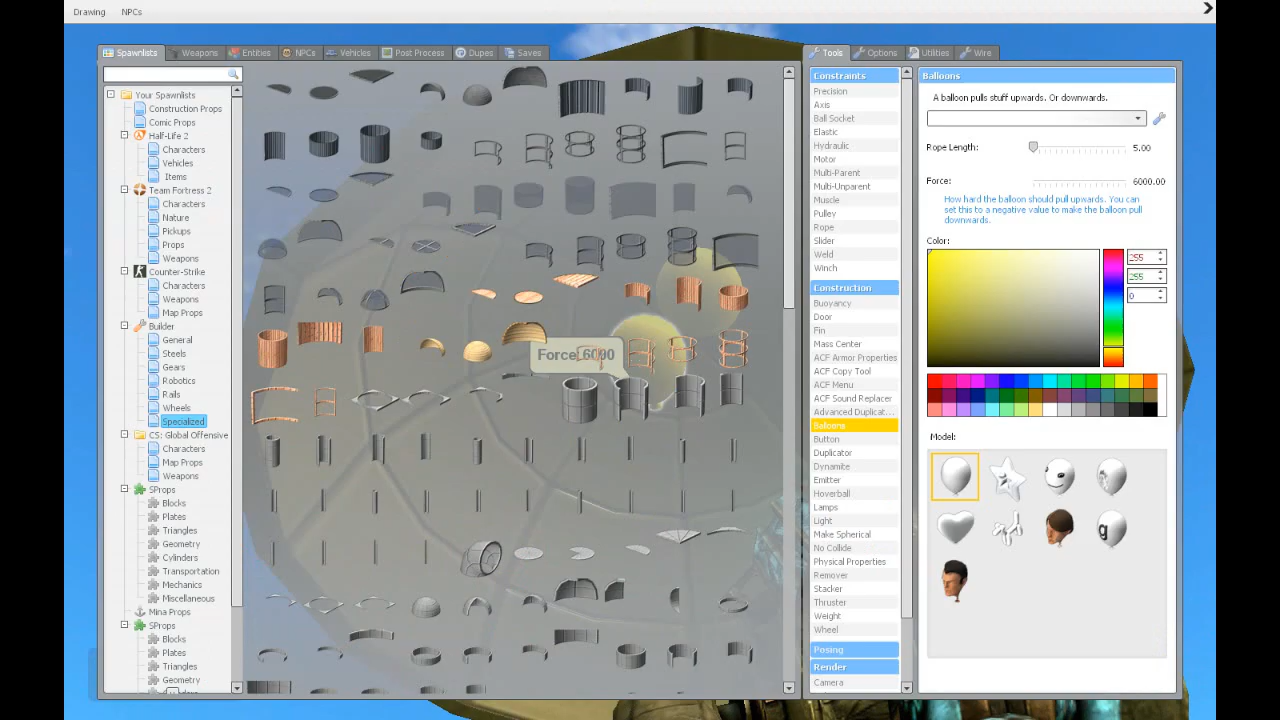 Drawing NPCs
Spawnlists Weapons Entities NPCs Vehicles Post Process Dupes Saves
Your Spawnlists
Construction Props
Comic Props
Half-Life 2
Characters
Vehicles
Items
Team Fortress 2
Characters
Nature
Pickups
Props
Weapons
Counter-Strike
Characters
Weapons
Map Props
Builder
General
Steels
Gears
Robotics
Rails
Wheels
Specialized
CS: Global Offensive
Characters
Map Props
Weapons
SProps
Blocks
Plates
Triangles
Geometry
Cylinders
Transportation
Mechanics
Miscellaneous
Mina Props
SProps
Blocks
Plates
Triangles
Geometry
Force: 6000
Tools Options Utilities Wire
Constraints
Precision
Axis
Ball Socket
Elastic
Hydraulic
Motor
Multi-Parent
Multi-Unparent
Muscle
Pulley
Rope
Slider
Weld
Winch
Construction
Buoyancy
Door
Fin
Mass Center
ACF Armor Properties
ACF Copy Tool
ACF Menu
ACF Sound Replacer
Advanced Duplicat...
Balloons
Button
Duplicator
Dynamite
Emitter
Hoverball
Lamps
Light
Make Spherical
No Collide
Physical Properties
Remover
Stacker
Thruster
Weight
Wheel
Posing
Render
Camera
Balloons
A balloon pulls stuff upwards. Or downwards.
Rope Length: 5.00
Force: 6000.00
How hard the balloon should pull upwards. You can
set this to a negative value to make the balloon pull
downwards.
Color:
255
255
0
Model:
g